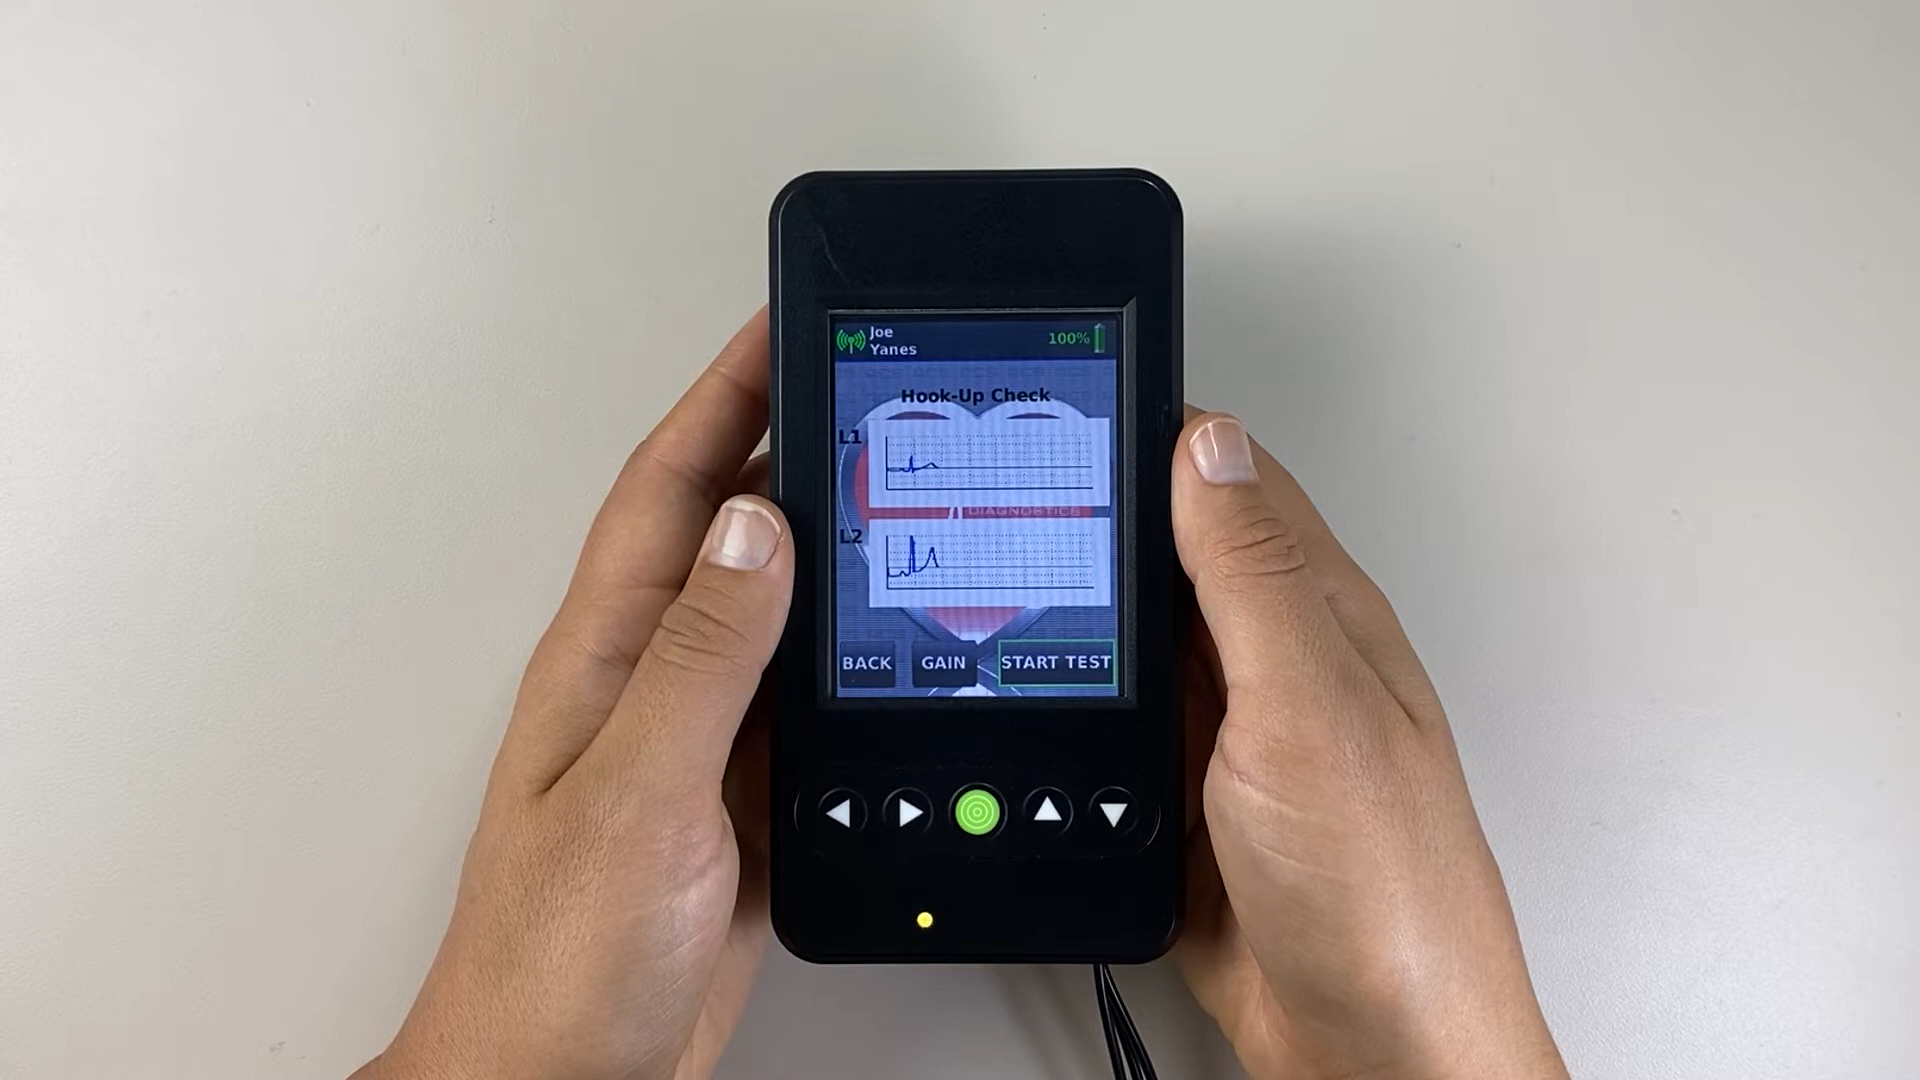 Joe
Yanes
100%
Hook-Up Check
L1
DIAGNOSTICS
L2
BACK
GAIN
START TEST